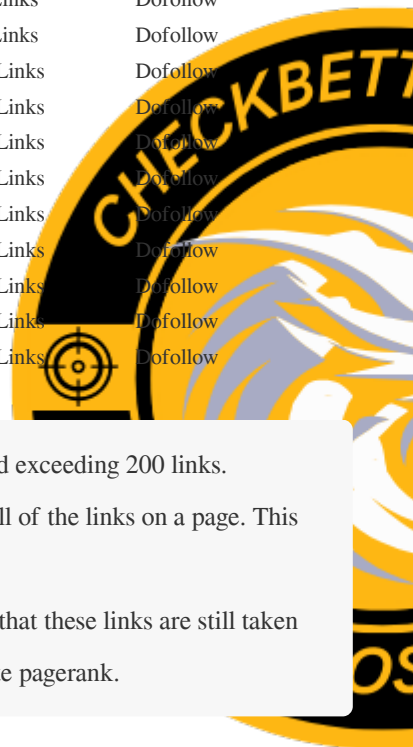 Links Dofollow
Links Dofollow
Links Dofollow
Links Dofollow
Links Dofollow
Links Dofollow
Links Dofollow
Links Dofollow
Links Dofollow
Links Dofollow
Links Dofollow
CHECKBETT
exceeding 200 links.
of the links on a page. This
that these links are still taken
pagerank.
OS